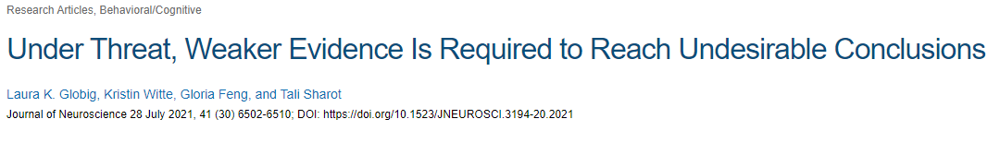 Research Articles, Behavioral/Cognitive
Under Threat, Weaker Evidence Is Required to Reach Undesirable Conclusions
Laura K. Globig, Kristin Witte, Gloria Feng, and Tali Sharot
Journal of Neuroscience 28 July 2021, 41 (30) 6502-6510; DOI: https://doi.org/10.1523/JNEUROSCI.3194-20.2021